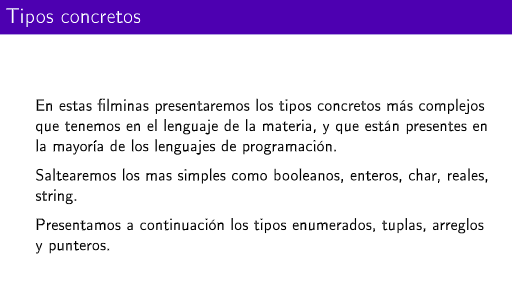 Tipos concretos
En estas filminas presentaremos los tipos concretos más complejos
que tenemos en el lenguaje de la materia, y que están presentes en
la mayoría de los lenguajes de programación.
Saltearemos los mas simples como booleanos, enteros, char, reales,
string.
Presentamos a continuación los tipos enumerados, tuplas, arreglos
y punteros.